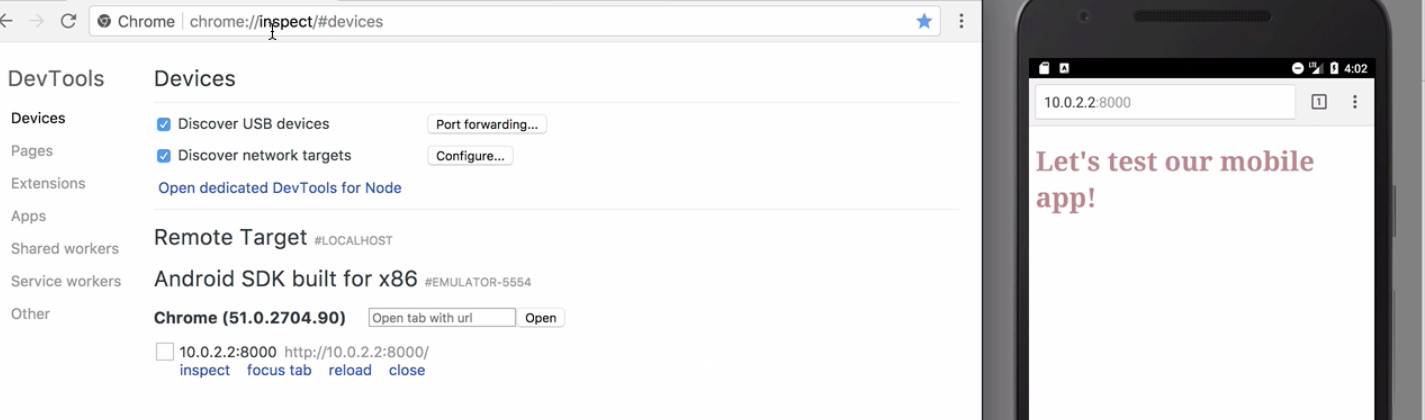 Chrome chrome://inspect/#devices
DevTools
Devices
Pages
Extensions
Apps
Shared workers
Service workers
Other
Devices
Discover USB devices Port forwarding...
Discover network targets Configure...
Open dedicated DevTools for Node
Remote Target #LOCALHOST
Android SDK built for x86 #EMULATOR-5554
Chrome (51.0.2704.90) Open tab with url Open
10.0.2.2:8000 http://10.0.2.2:8000/
inspect focus tab reload close
A LTE 4:02
10.0.2.2:8000 1
Let's test our mobile
app!